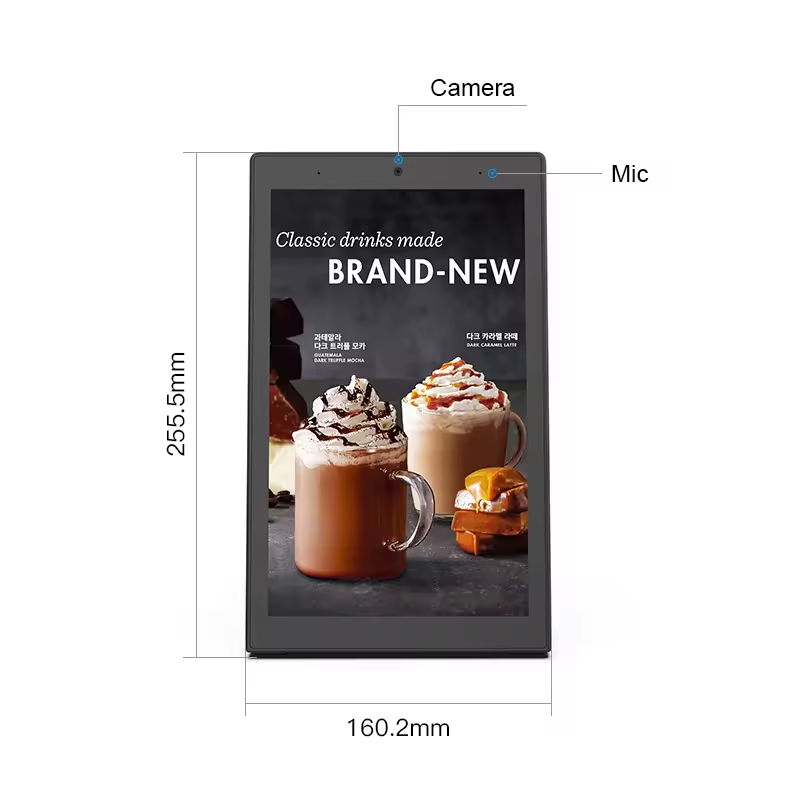 Camera
Mic
Classic drinks made
BRAND-NEW
과테말라
다크 트러플 모카
GUATEMALA
DARK TRUFFLE MOCHA
다크 카라멜 라떼
DARK CARAMEL LATTE
255.5mm
160.2mm